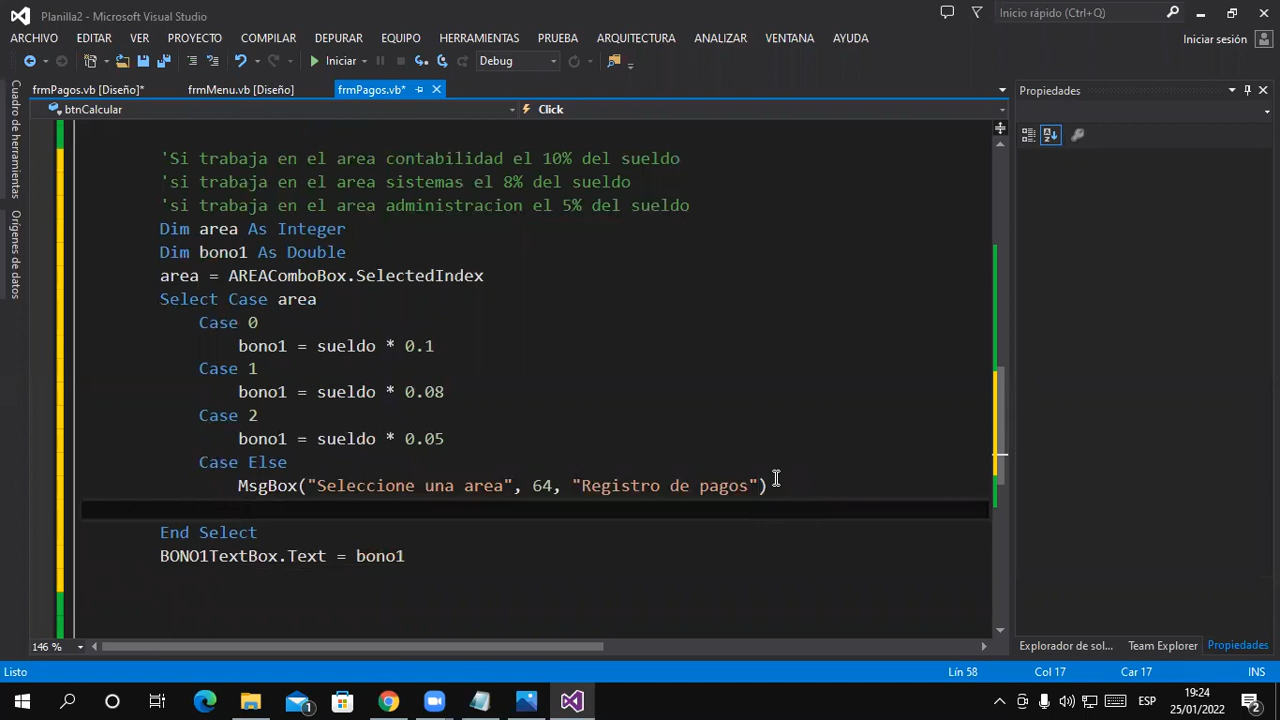 Planilla2 - Microsoft Visual Studio
Inicio rápido (Ctrl+Q)
ARCHIVO EDITAR VER PROYECTO COMPILAR DEPURAR EQUIPO HERRAMIENTAS PRUEBA ARQUITECTURA ANALIZAR VENTANA AYUDA
Iniciar sesión
Iniciar Debug
frmPagos.vb [Diseño]* frmMenu.vb [Diseño] frmPagos.vb*
Propiedades
btnCalcular Click
Cuadro de herramientas
Orígenes de datos
'Si trabaja en el area contabilidad el 10% del sueldo
'si trabaja en el area sistemas el 8% del sueldo
'si trabaja en el area administracion el 5% del sueldo
Dim area As Integer
Dim bono1 As Double
area = AREAComboBox.SelectedIndex
Select Case area
Case 0
bono1 = sueldo * 0.1
Case 1
bono1 = sueldo * 0.08
Case 2
bono1 = sueldo * 0.05
Case Else
MsgBox("Seleccione una area", 64, "Registro de pagos")
End Select
BONO1TextBox.Text = bono1
146 %
Explorador de sol... Team Explorer Propiedades
Listo Lín 58 Col 17 Car 17 INS
ESP
19:24
25/01/2022
1
2